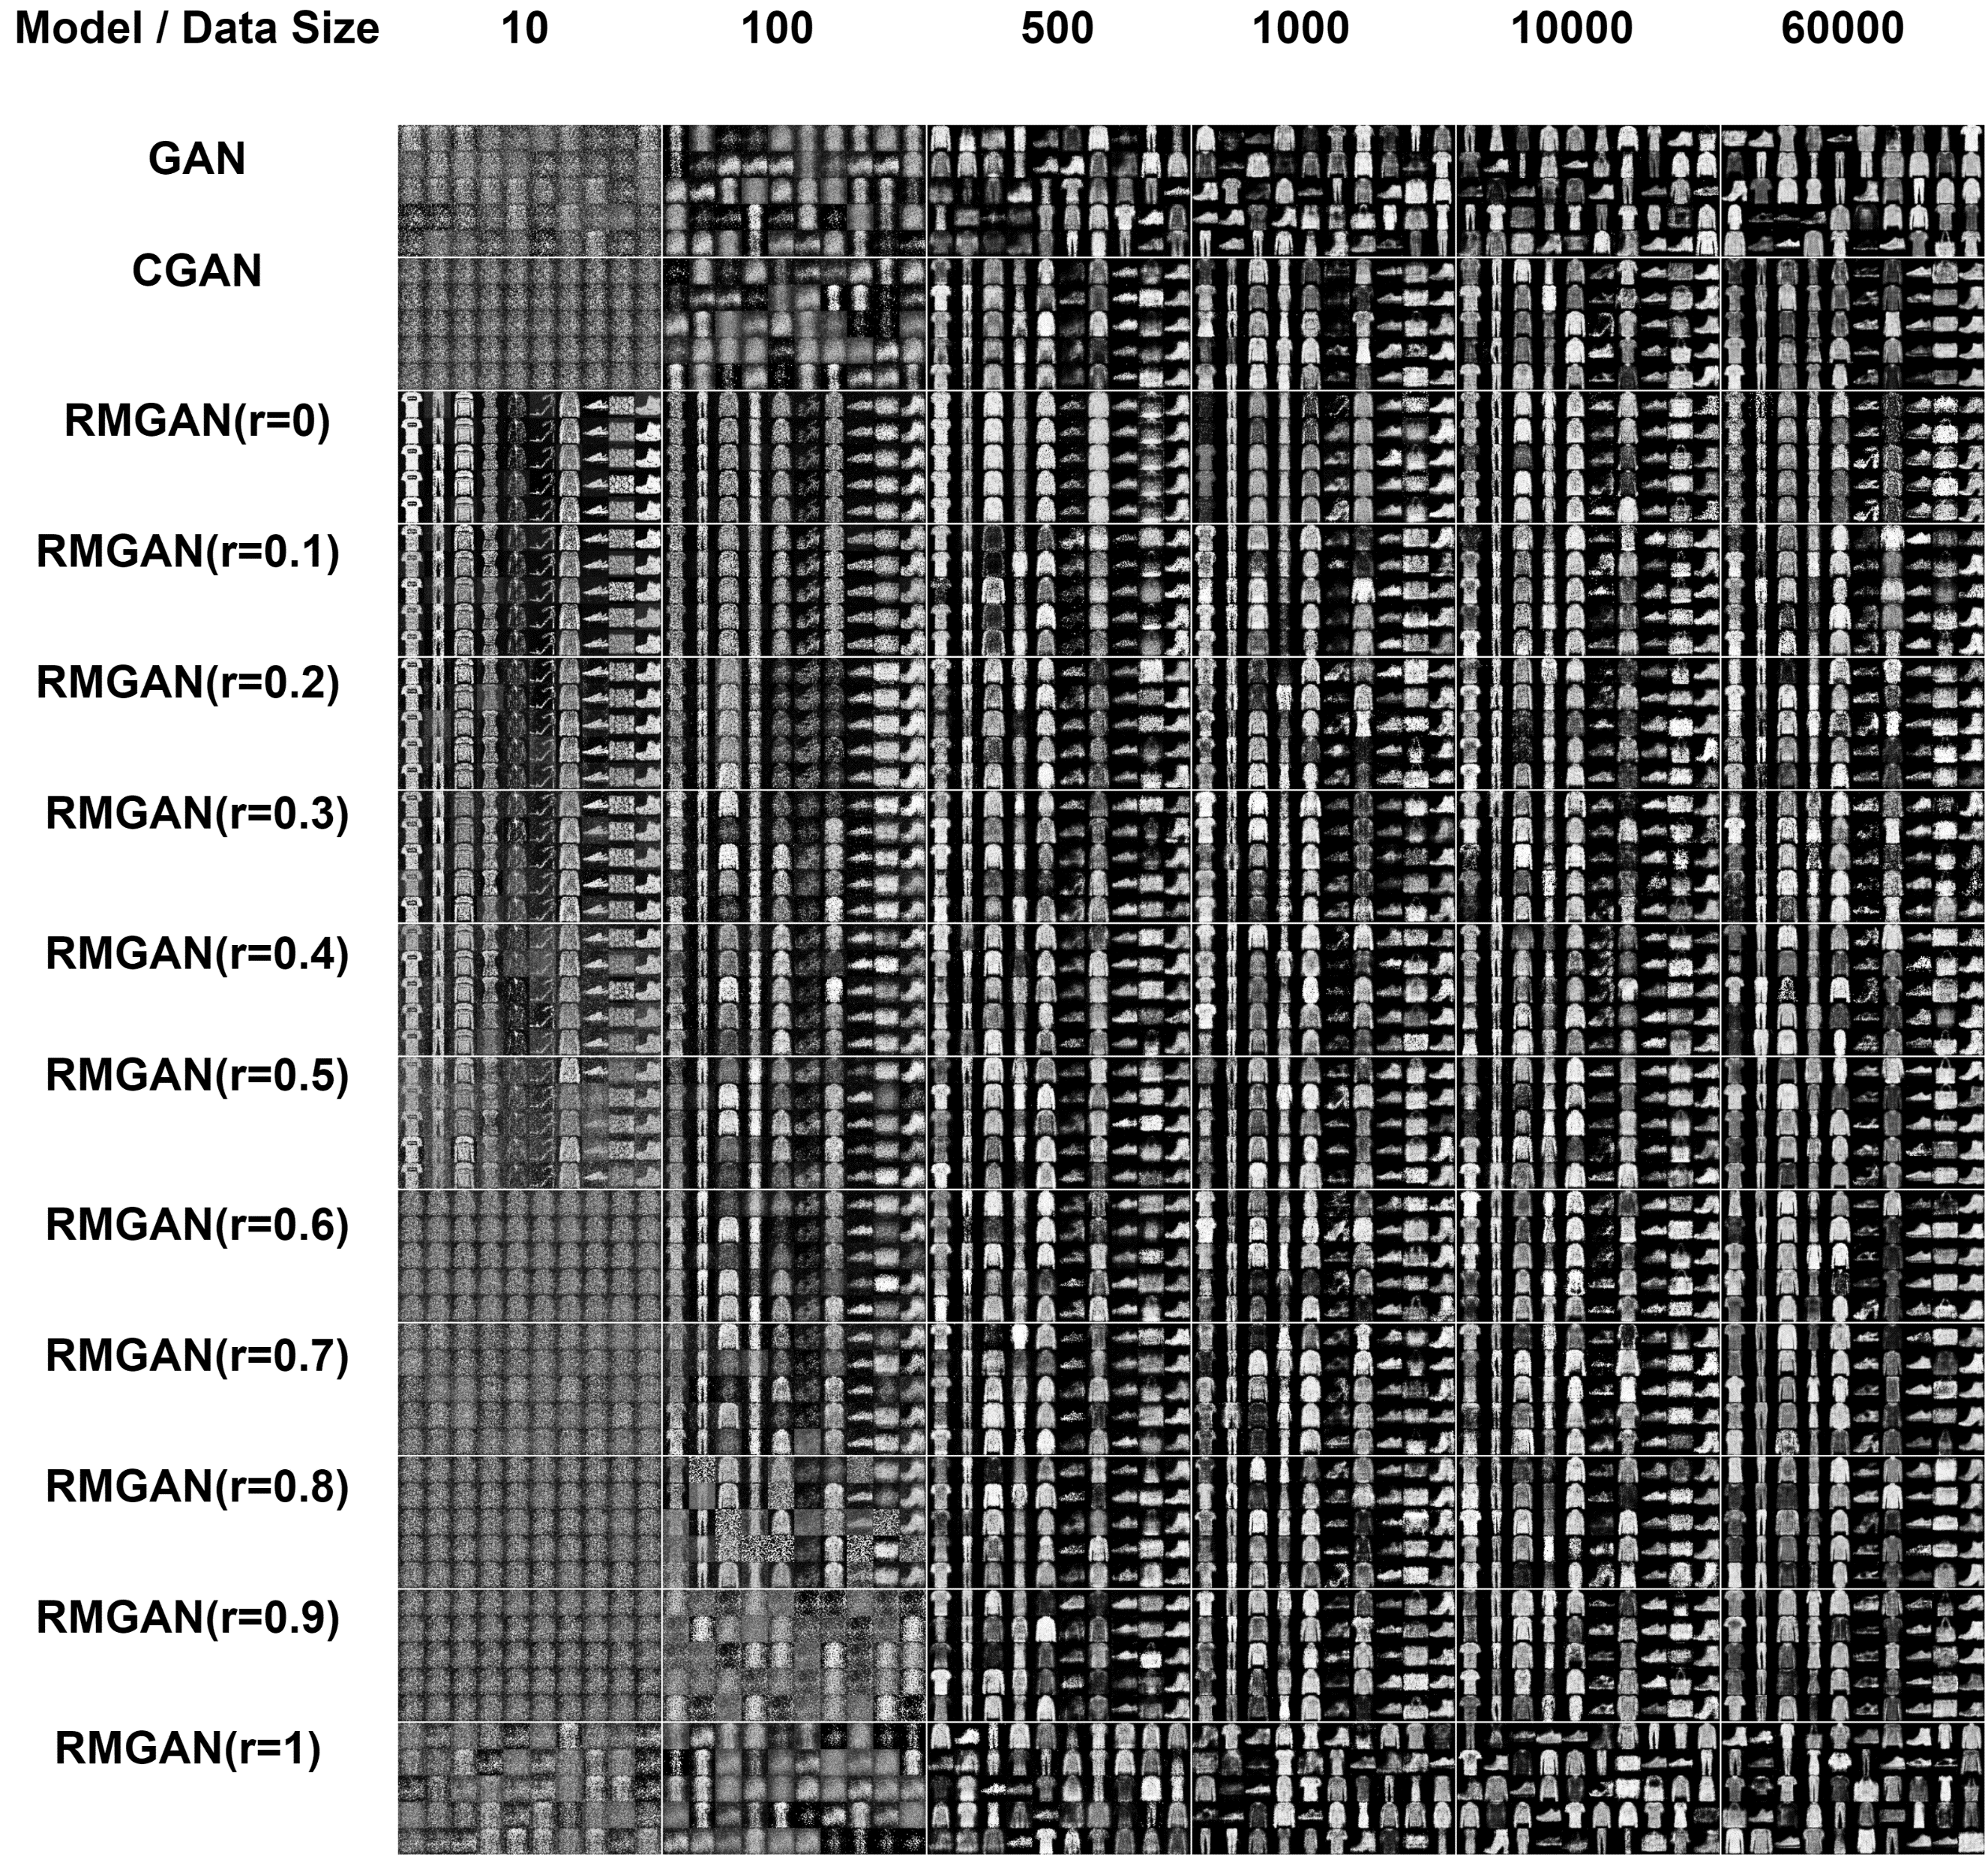 Model / Data Size 10 100 500 1000 10000 60000
GAN
CGAN
RMGAN(r=0)
RMGAN(r=0.1)
RMGAN(r=0.2)
RMGAN(r=0.3)
RMGAN(r=0.4)
RMGAN(r=0.5)
RMGAN(r=0.6)
RMGAN(r=0.7)
RMGAN(r=0.8)
RMGAN(r=0.9)
RMGAN(r=1)